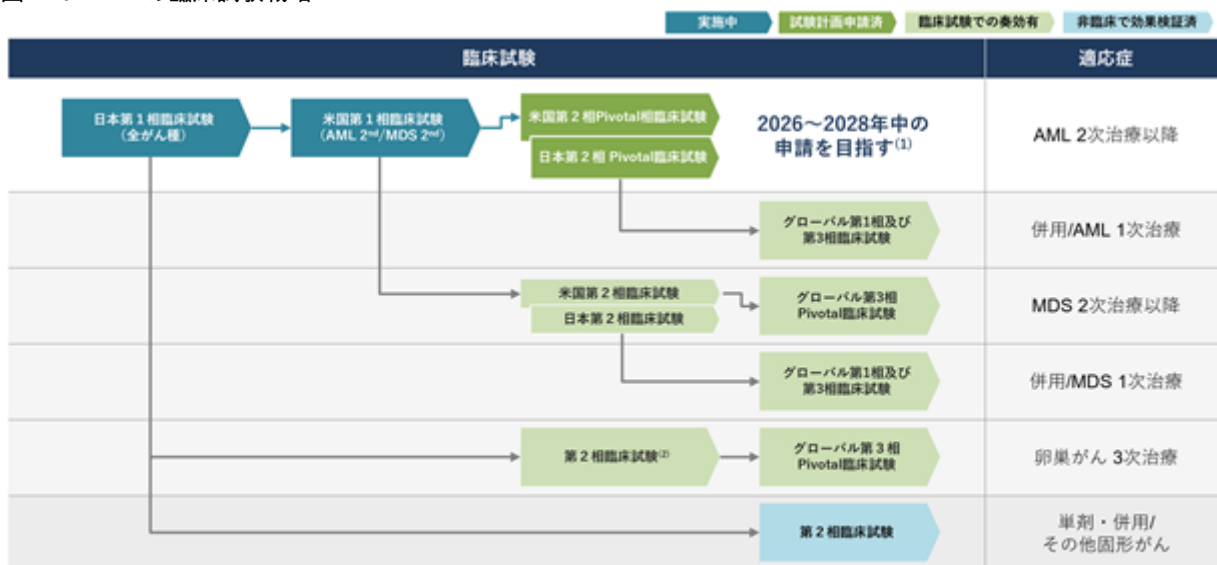 実施中
試験計画申請済
臨床試験での奏効有
非臨床で効果検証済
臨床試験
適応症
日本第1相臨床試験
(全がん種)
米国第1相臨床試験
(AML 2nd/MDS 2nd)
米国第2相Pivotal相臨床試験
日本第2相 Pivotal臨床試験
2026～2028年中の
申請を目指す(1)
AML 2次治療以降
グローバル第1相及び
第3相臨床試験
併用/AML 1次治療
米国第2相臨床試験
日本第2相臨床試験
グローバル第3相
Pivotal臨床試験
MDS 2次治療以降
グローバル第1相及び
第3相臨床試験
併用/MDS 1次治療
第2相臨床試験(2)
グローバル第3相
Pivotal臨床試験
卵巣がん 3次治療
第2相臨床試験
単剤・併用/
その他固形がん